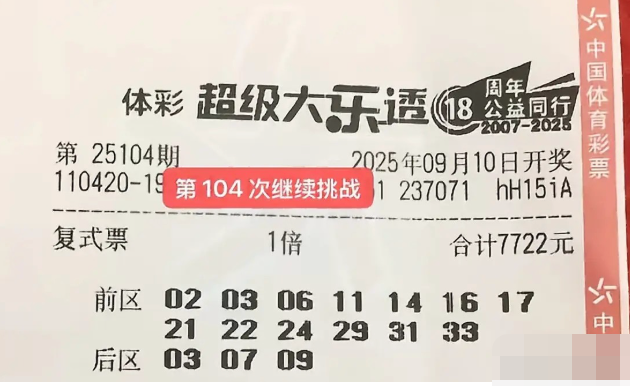 体彩 超级大乐透 18周年 公益同行 2007-2025
第 25104期 2025年09月10日开奖
110420-19 第 104 次继续挑战 1 237071 hH15iA
复式票 1倍 合计7722元
前区 02 03 06 11 14 16 17
21 22 24 29 31 33
后区 03 07 09
中国体育彩票
中